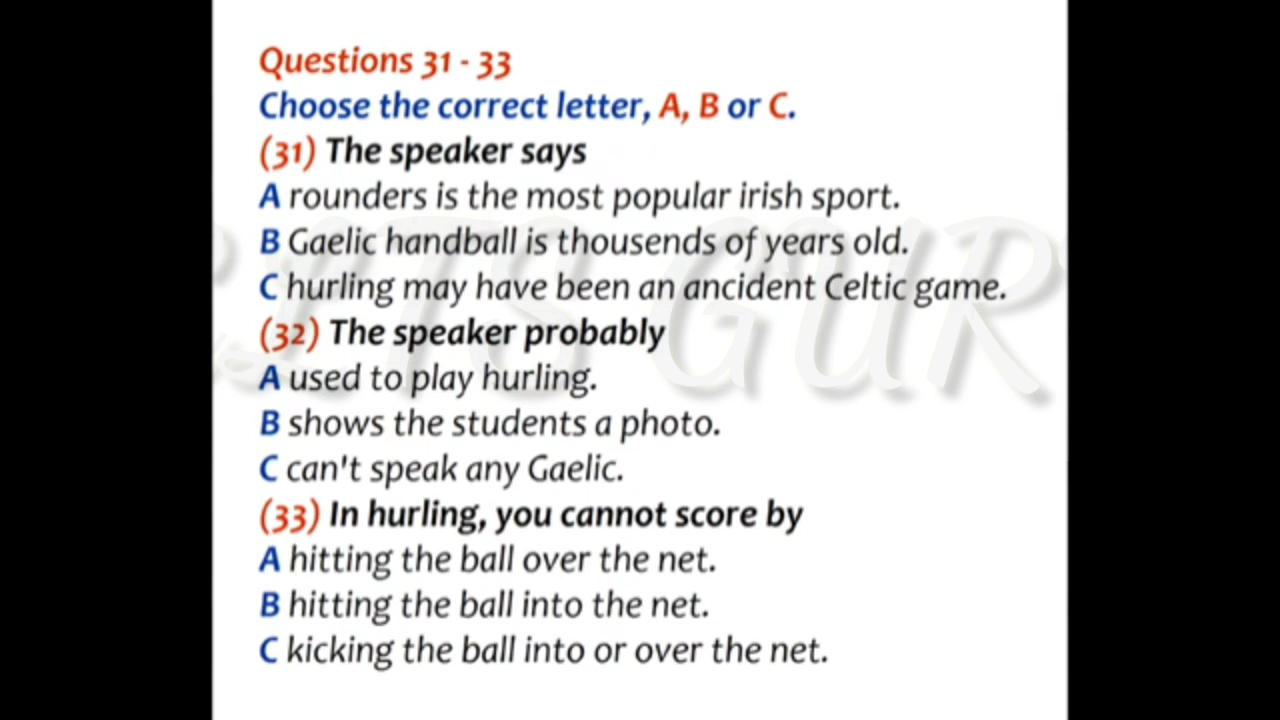 Questions 31 - 33
Choose the correct letter, A, B or C.
(31) The speaker says
A rounders is the most popular irish sport.
B Gaelic handball is thousends of years old.
C hurling may have been an ancident Celtic game.
(32) The speaker probably
A used to play hurling.
B shows the students a photo.
C can't speak any Gaelic.
(33) In hurling, you cannot score by
A hitting the ball over the net.
B hitting the ball into the net.
C kicking the ball into or over the net.